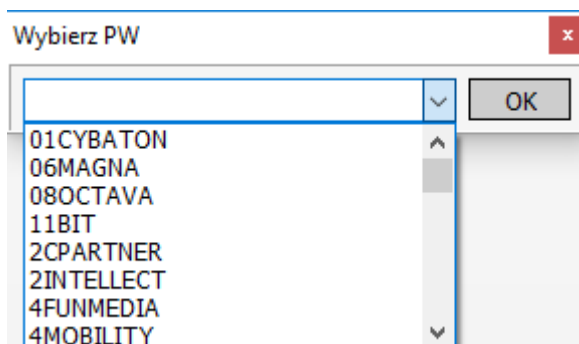 Wybierz PW
x
OK
01CYBATON
06MAGNA
08OCTAVA
11BIT
2CPARTNER
2INTELLECT
4FUNMEDIA
4MOBILITY